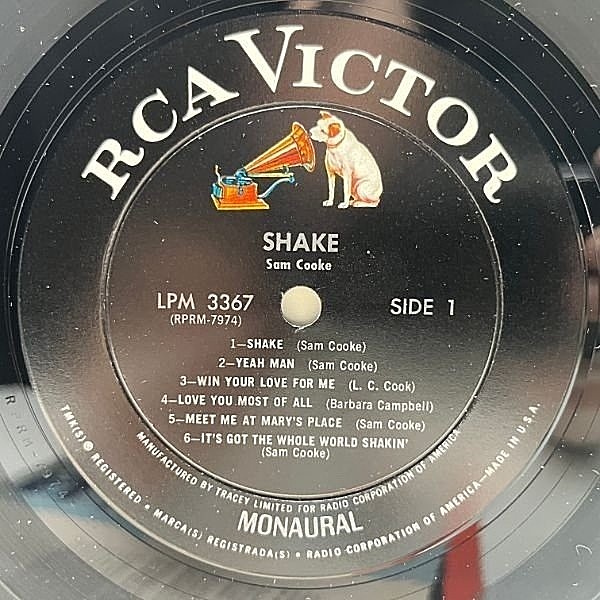 RCA VICTOR
SHAKE
Sam Cooke
LPM 3367
(RPRM-7974)
SIDE 1
1—SHAKE (Sam Cooke)
2—YEAH MAN (Sam Cooke)
3—WIN YOUR LOVE FOR ME (L. C. Cook)
4—LOVE YOU MOST OF ALL (Barbara Campbell)
5—MEET ME AT MARY'S PLACE (Sam Cooke)
6—IT'S GOT THE WHOLE WORLD SHAKIN'
(Sam Cooke)
MANUFACTURED BY TRACEY LIMITED FOR RADIO CORPORATION OF AMERICA
MONAURAL
TMK(S) ® REGISTERED • MARCA(S) REGISTRADA(S) • RADIO CORPORATION OF AMERICA—MADE IN U.S.A.